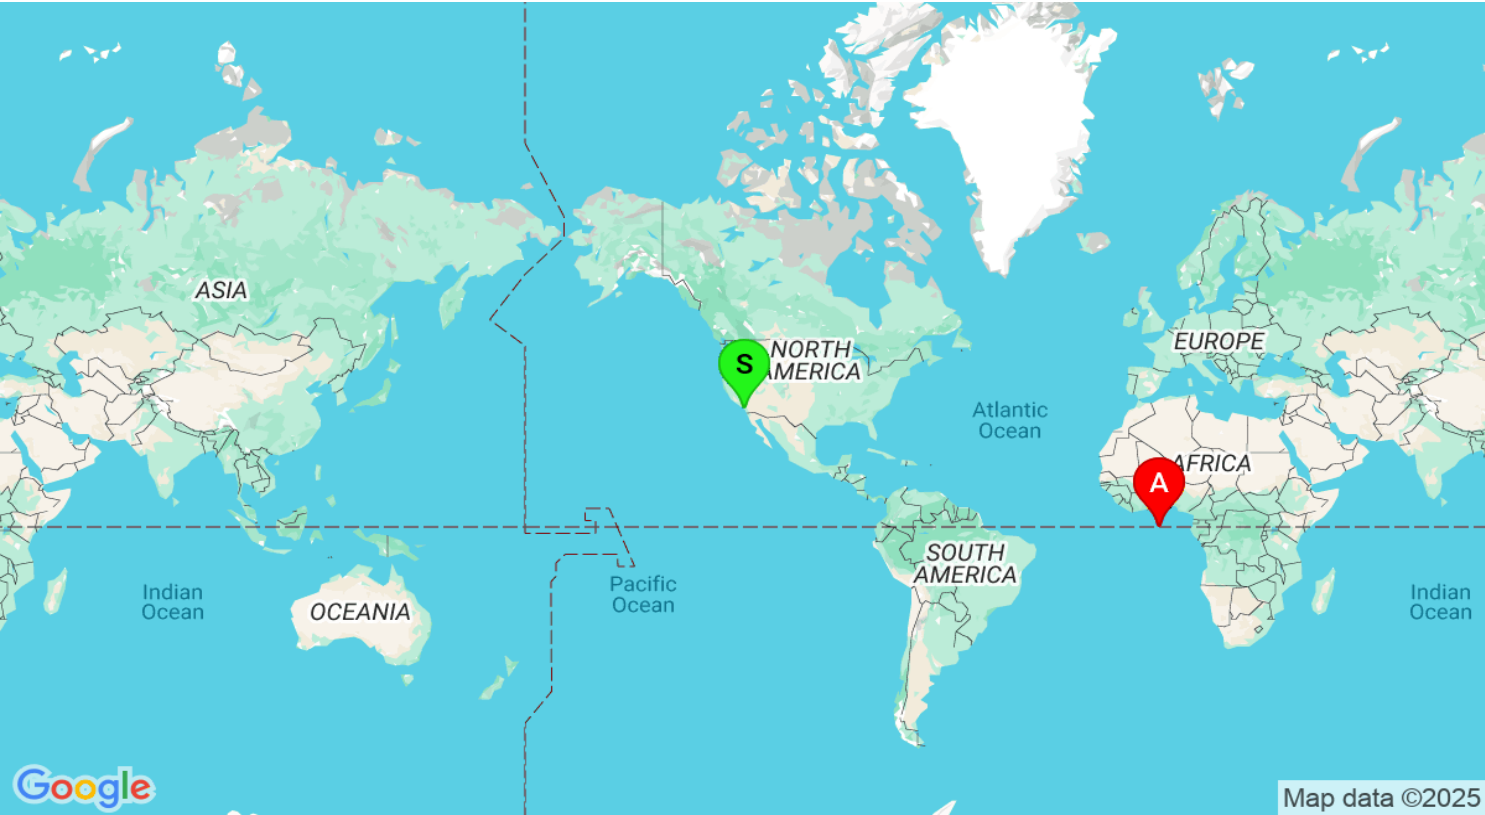 ASIA
NORTH
AMERICA
S
EUROPE
Atlantic
Ocean
AFRICA
A
SOUTH
AMERICA
Pacific
Ocean
Indian
Ocean
OCEANIA
Indian
Ocean
Google
Map data ©2025